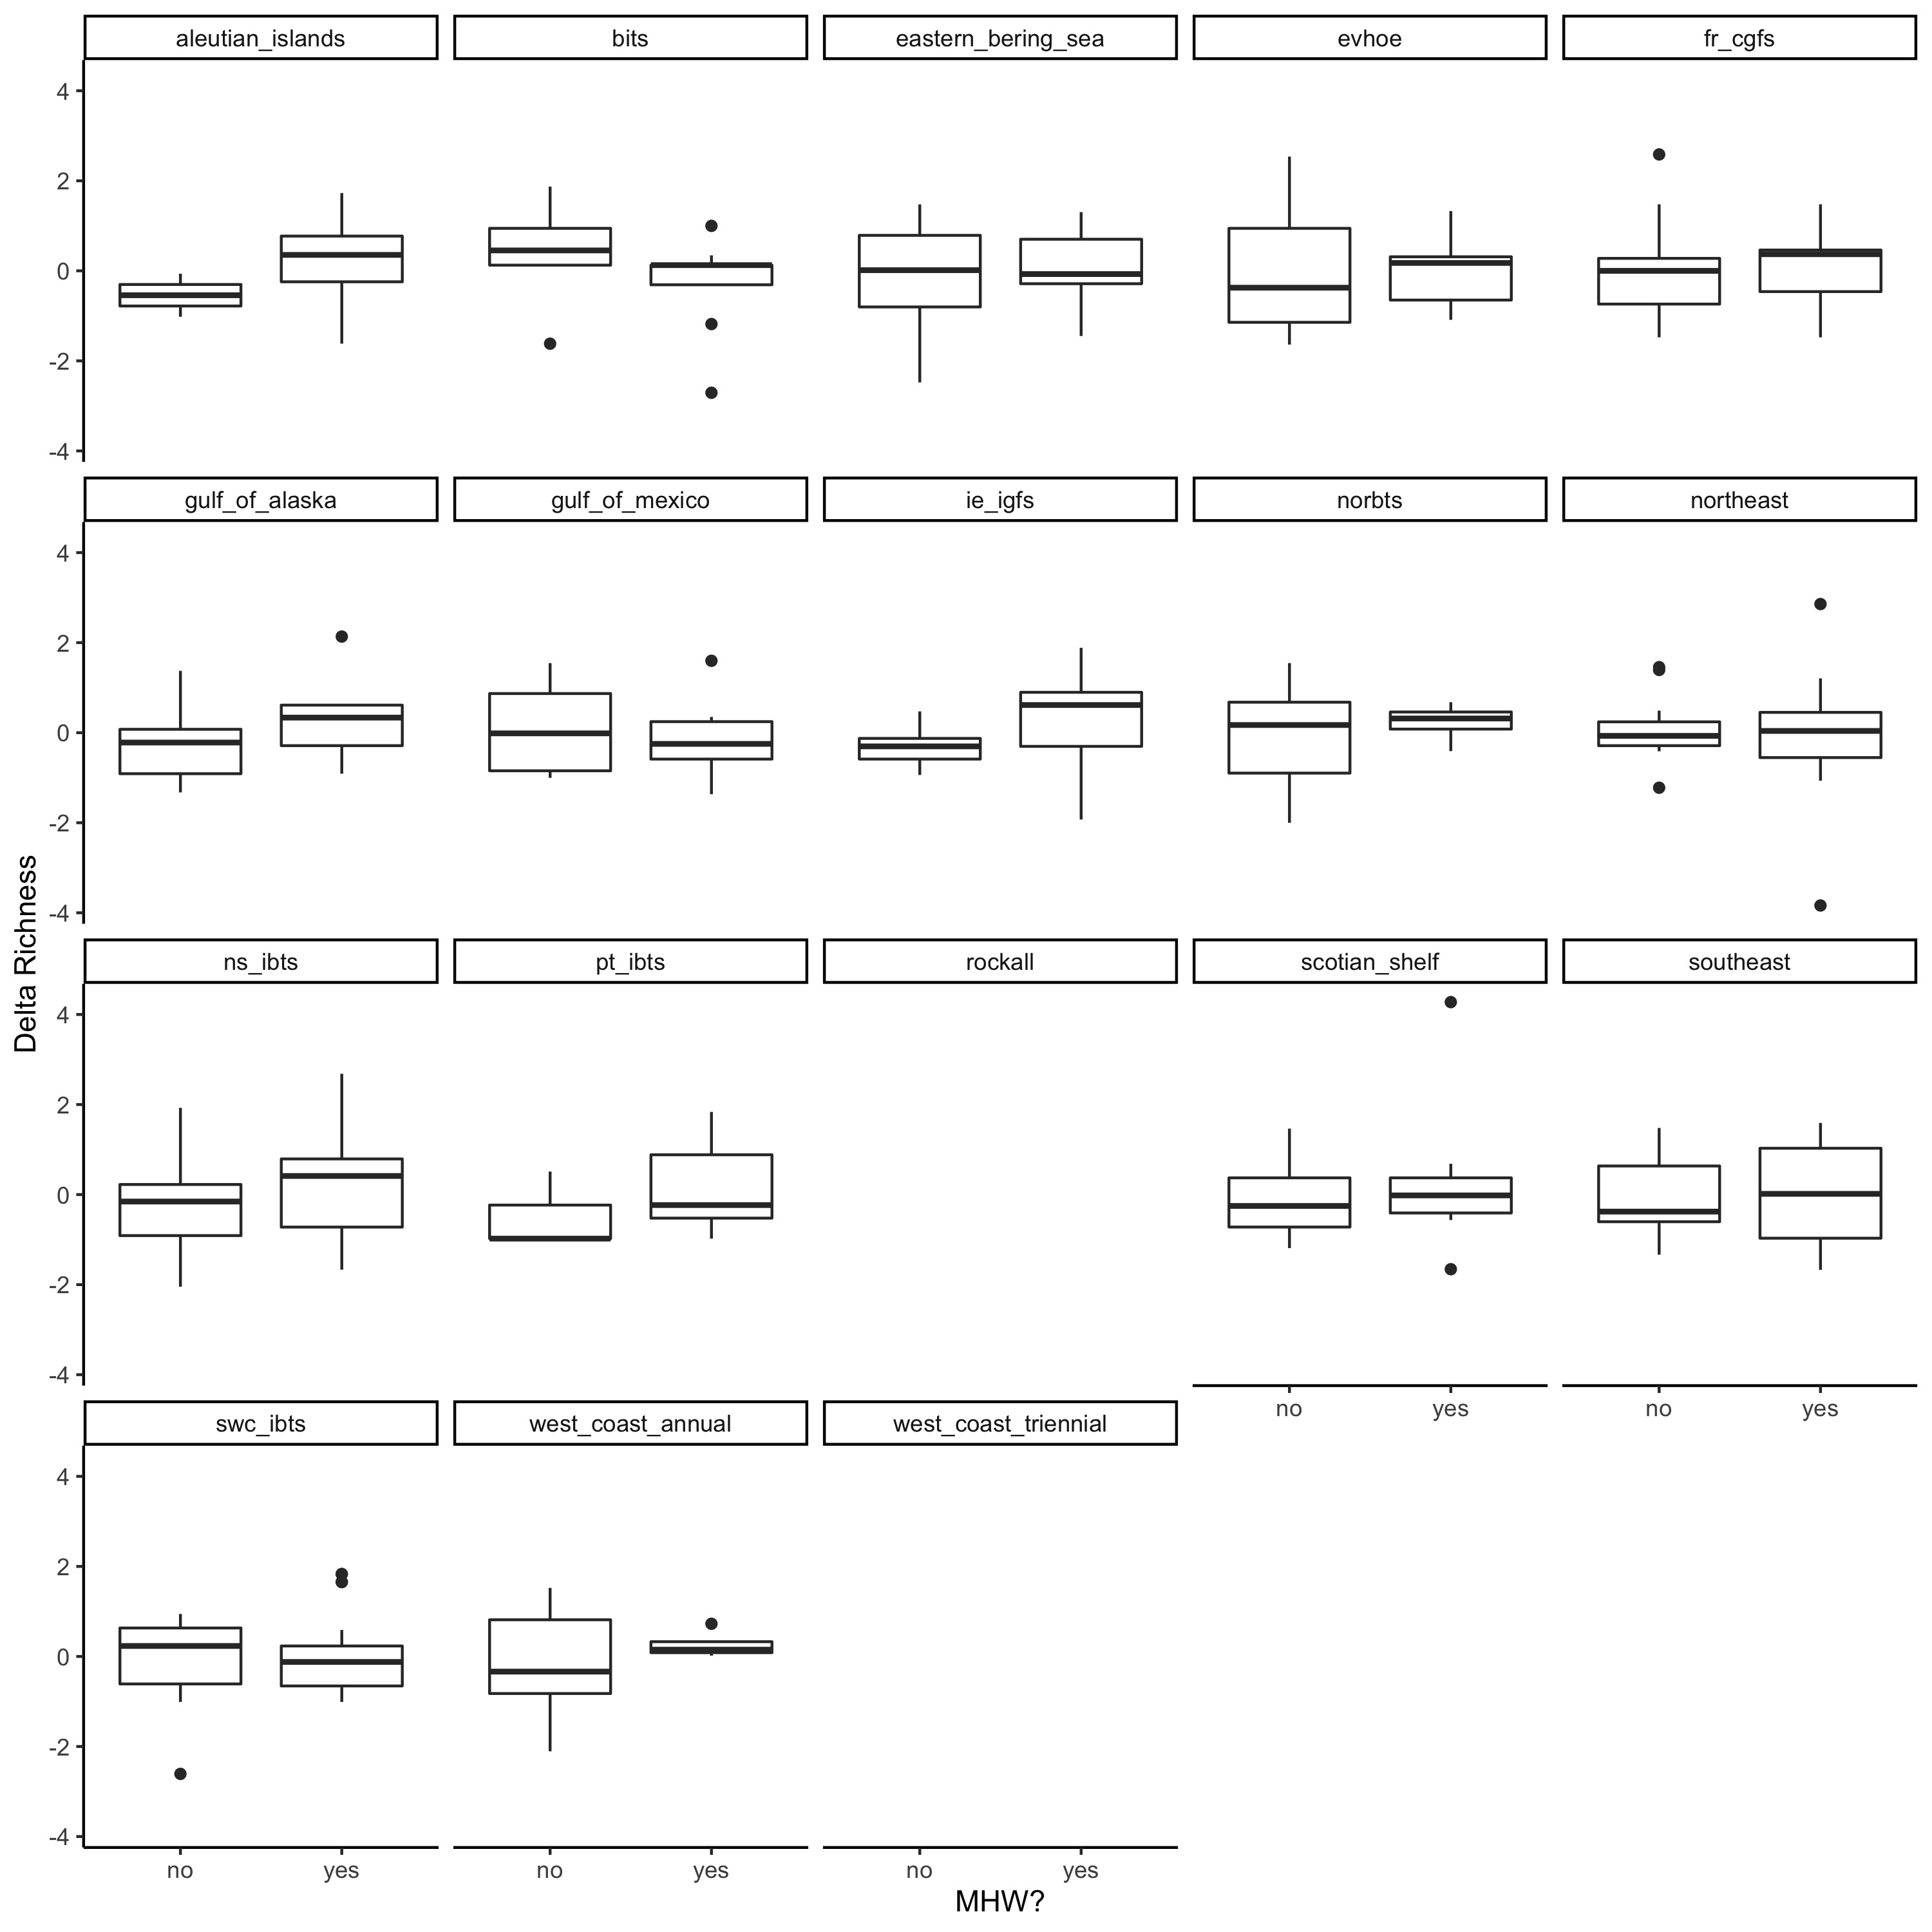 aleutian_islands bits eastern_bering_sea evhoe fr_cgfs
4
2
0
-2
-4
gulf_of_alaska gulf_of_mexico ie_igfs norbts northeast
4
2
0
-2
-4
Delta Richness
ns_ibts pt_ibts rockall scotian_shelf southeast
4
2
0
-2
-4
no yes no yes
swc_ibts west_coast_annual west_coast_triennial
4
2
0
-2
-4
no yes no yes no yes
MHW?